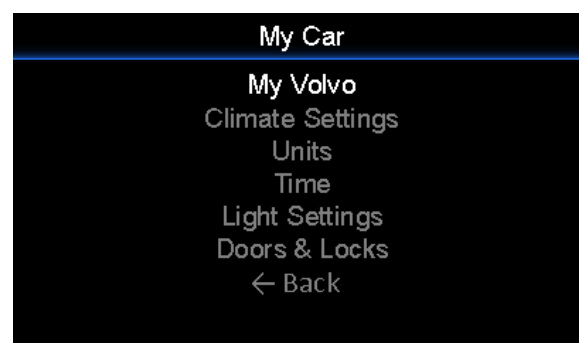 My Car
My Volvo
Climate Settings
Units
Time
Light Settings
Doors & Locks
← Back